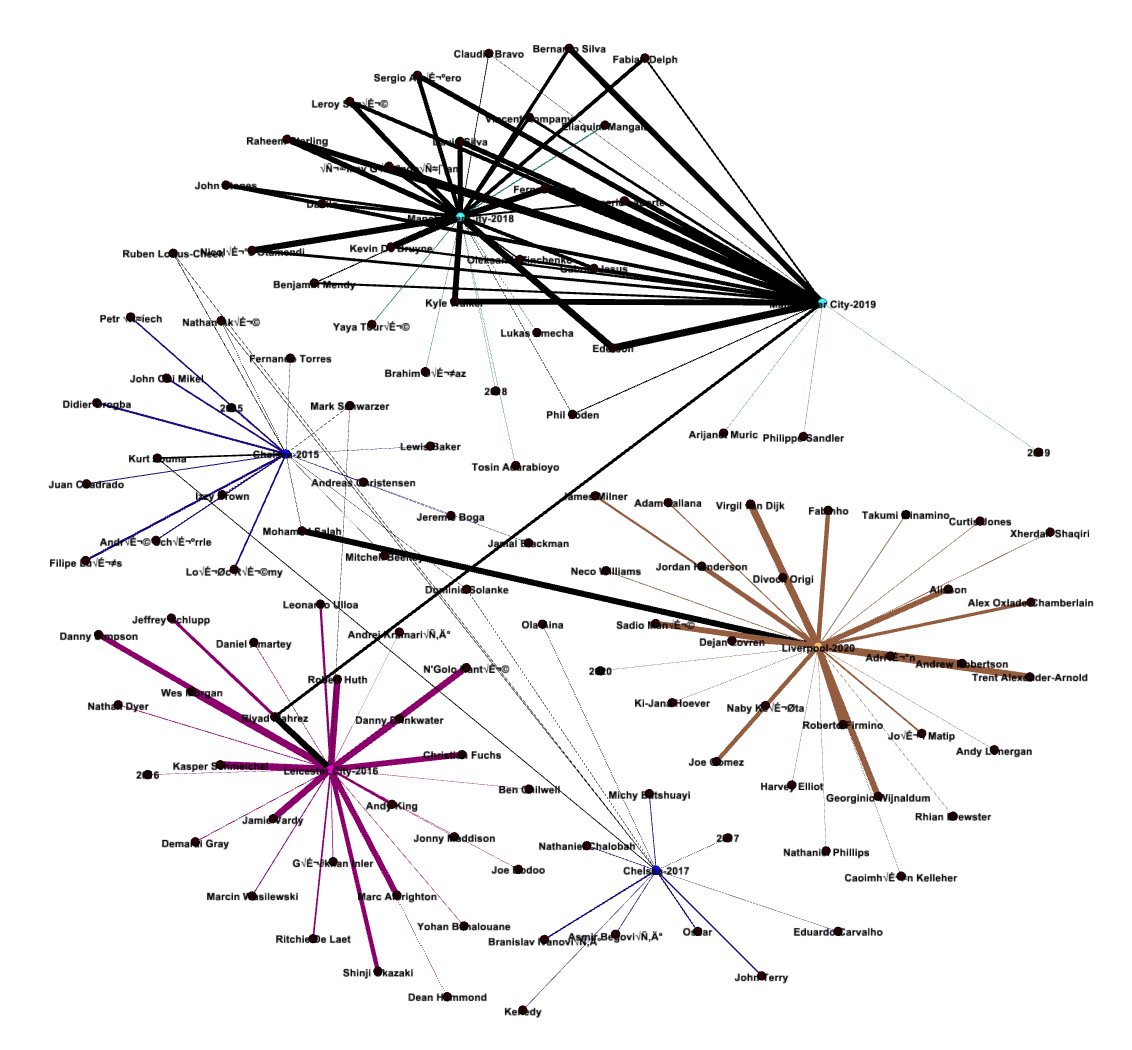 Bernardo Silva
Claudio Bravo
Fabian Delph
Leroy S
Vincent Kompany
Eliaquim Mangala
Raheem Sterling
David Silva
John Stones
Manchester City-2018
Ruben Loftus-Cheek
Kevin De Bruyne
Oleksandr Zinchenko
Gabriel Jesus
Benjamin Mendy
Kyle Walker
Manchester City-2019
Yaya Tour√É¬©
Lukas Nmecha
Ederson
Fernando Torres
John Obi Mikel
2018
Didier Drogba
2015
Mark Schwarzer
Phil Foden
Arijanet Muric
Philippe Sandler
Lewis Baker
Chelsea-2015
2019
Kurt Zouma
Tosin Adarabioyo
Juan Cuadrado
Izzy Brown
Andreas Christensen
James Milner
Adam Lallana
Virgil van Dijk
Fabinho
Takumi Minamino
Curtis Jones
Xherdan Shaqiri
Jeremie Boga
Mohamed Salah
Jamal Blackman
Mitchell Beeney
Neco Williams
Jordan Henderson
Divock Origi
Dominic Solanke
Alisson
Alex Oxlade-Chamberlain
Leonardo Ulloa
Jeffrey Schlupp
Ola Aina
Danny Simpson
Daniel Amartey
Dejan Lovren
Liverpool-2020
Andrew Robertson
Trent Alexander-Arnold
2020
Robert Huth
Wes Morgan
Nathan Dyer
Riyad Mahrez
Danny Drinkwater
Ki-Jana Hoever
Roberto Firmino
Andy Lonergan
Christian Fuchs
Joe Gomez
Kasper Schmeichel
Leicester City-2016
2016
Ben Chilwell
Michy Batshuayi
Harvey Elliot
Georginio Wijnaldum
Rhian Brewster
Andy King
Jamie Vardy
Demarai Gray
Jonny Maddison
Nathaniel Chalobah
2017
Nathaniel Phillips
Joe Dodoo
Chelsea-2017
Marcin Wasilewski
Marc Albrighton
Yohan Benalouane
Oscar
Eduardo Carvalho
Ritchie De Laet
Shinji Okazaki
John Terry
Dean Hammond
Kenedy